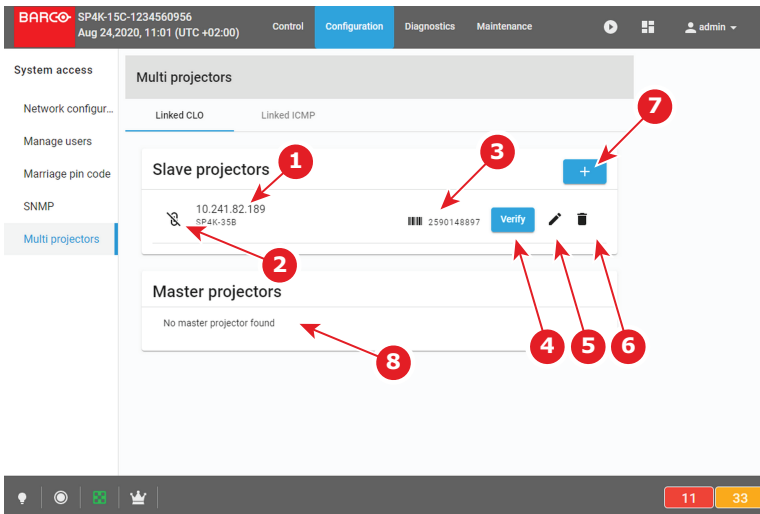 BARCO SP4K-15C-1234560956
Aug 24,2020, 11:01 (UTC +02:00)
Control Configuration Diagnostics Maintenance admin
System access
Network configur...
Manage users
Marriage pin code
SNMP
Multi projectors
Multi projectors
Linked CLO Linked ICMP
7
Slave projectors 1 3 +
10.241.82.189
SP4K-35B
2590148897 Verify
2
Master projectors
No master projector found
4 5 6
8
11 33